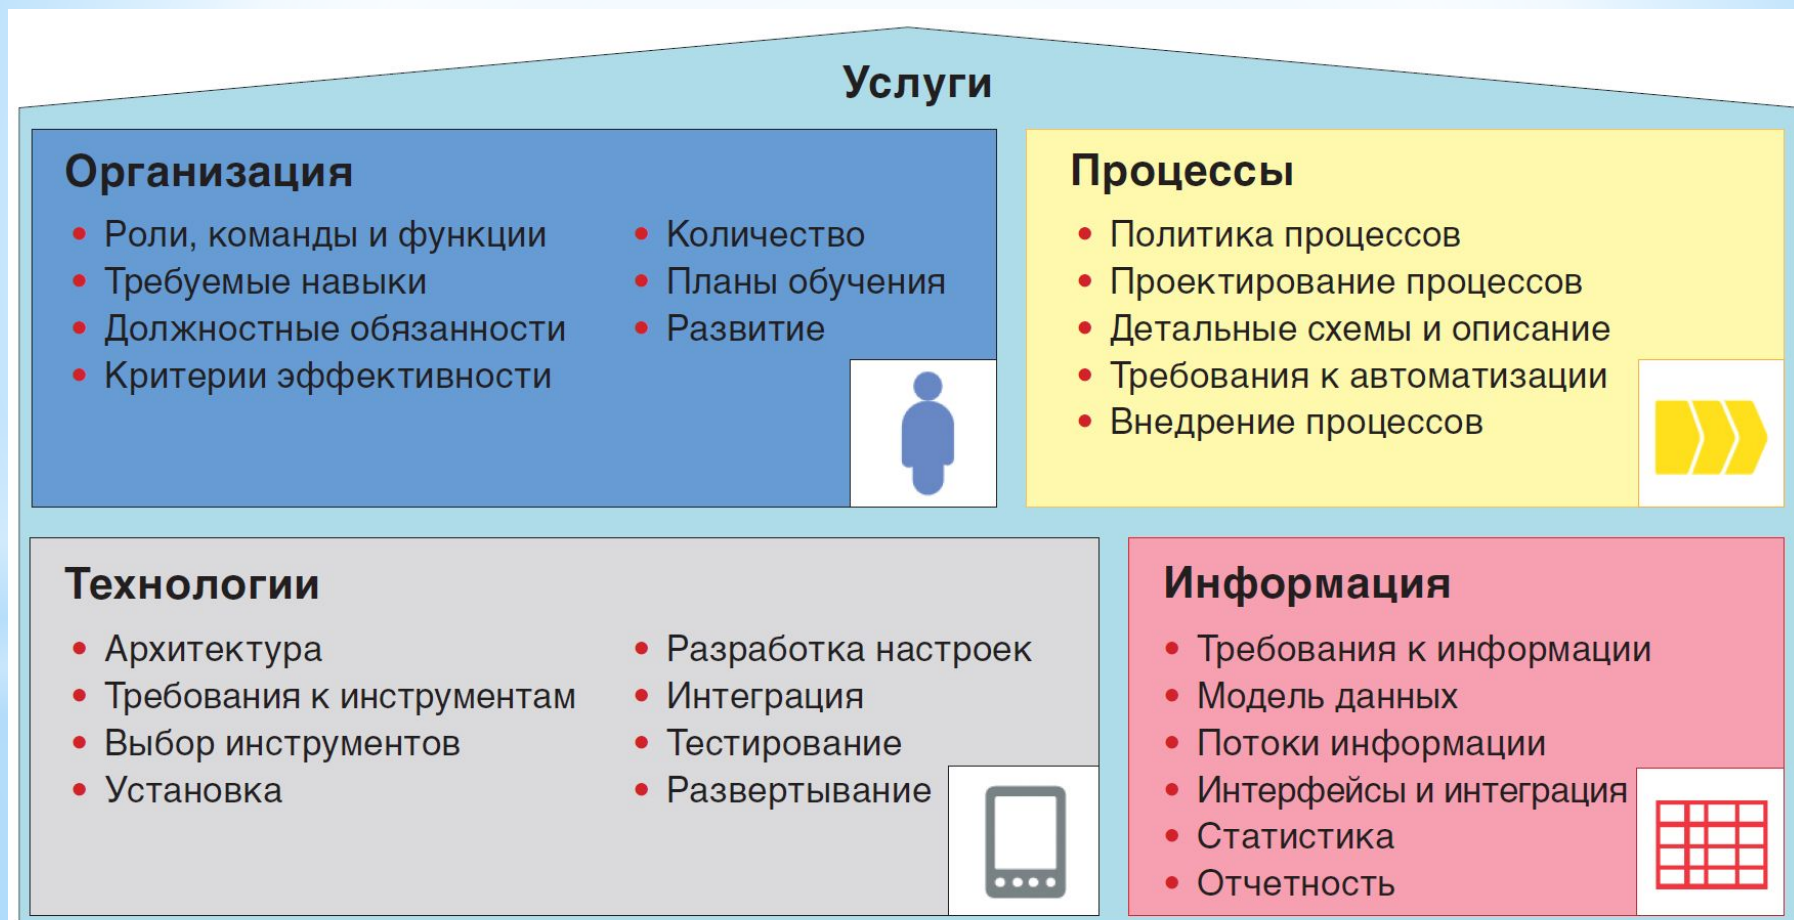 Услуги
Организация
• Роли, команды и функции
• Требуемые навыки
• Должностные обязанности
• Критерии эффективности
• Количество
• Планы обучения
• Развитие
Процессы
• Политика процессов
• Проектирование процессов
• Детальные схемы и описание
• Требования к автоматизации
• Внедрение процессов
Технологии
• Архитектура
• Требования к инструментам
• Выбор инструментов
• Установка
• Разработка настроек
• Интеграция
• Тестирование
• Развертывание
Информация
• Требования к информации
• Модель данных
• Потоки информации
• Интерфейсы и интеграция
• Статистика
• Отчетность